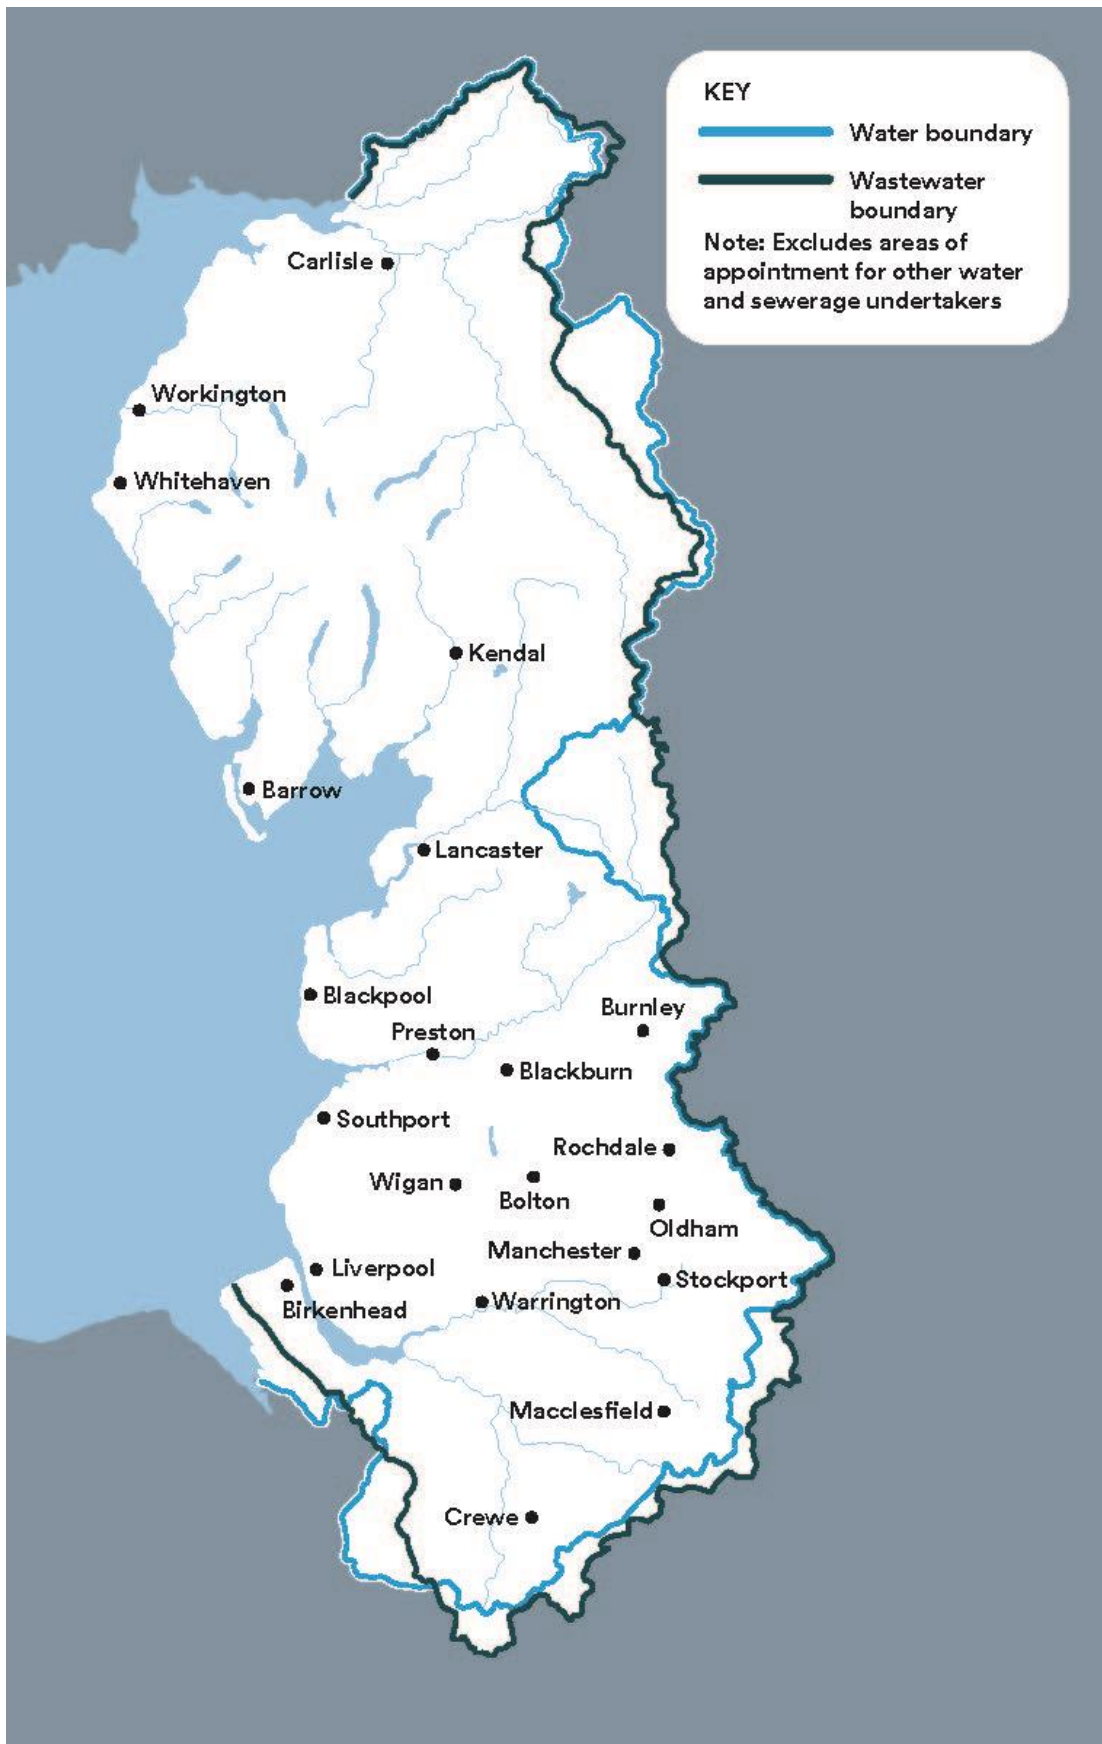 KEY
Water boundary
Wastewater
boundary
Note: Excludes areas of
appointment for other water
and sewerage undertakers
Carlisle
Workington
Whitehaven
Kendal
Barrow
Lancaster
Blackpool
Burnley
Preston
Blackburn
Southport
Rochdale
Wigan
Bolton
Oldham
Manchester
Liverpool
Stockport
Birkenhead
Warrington
Macclesfield
Crewe